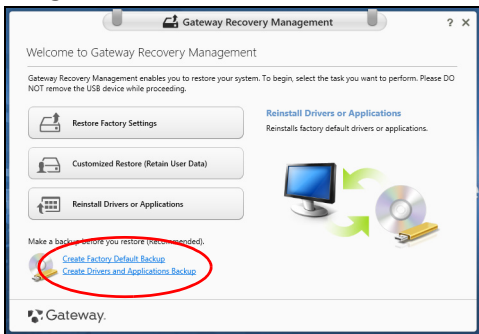 Gateway Recovery Management
? X
Welcome to Gateway Recovery Management
Gateway Recovery Management enables you to restore your system. To begin, select the task you want to perform. Please DO
NOT remove the USB device while proceeding.
Restore Factory Settings
Customized Restore (Retain User Data)
Reinstall Drivers or Applications
Reinstall Drivers or Applications
Reinstalls factory default drivers or applications.
Make a backup before you restore (Recommended).
Create Factory Default Backup
Create Drivers and Applications Backup
Gateway.